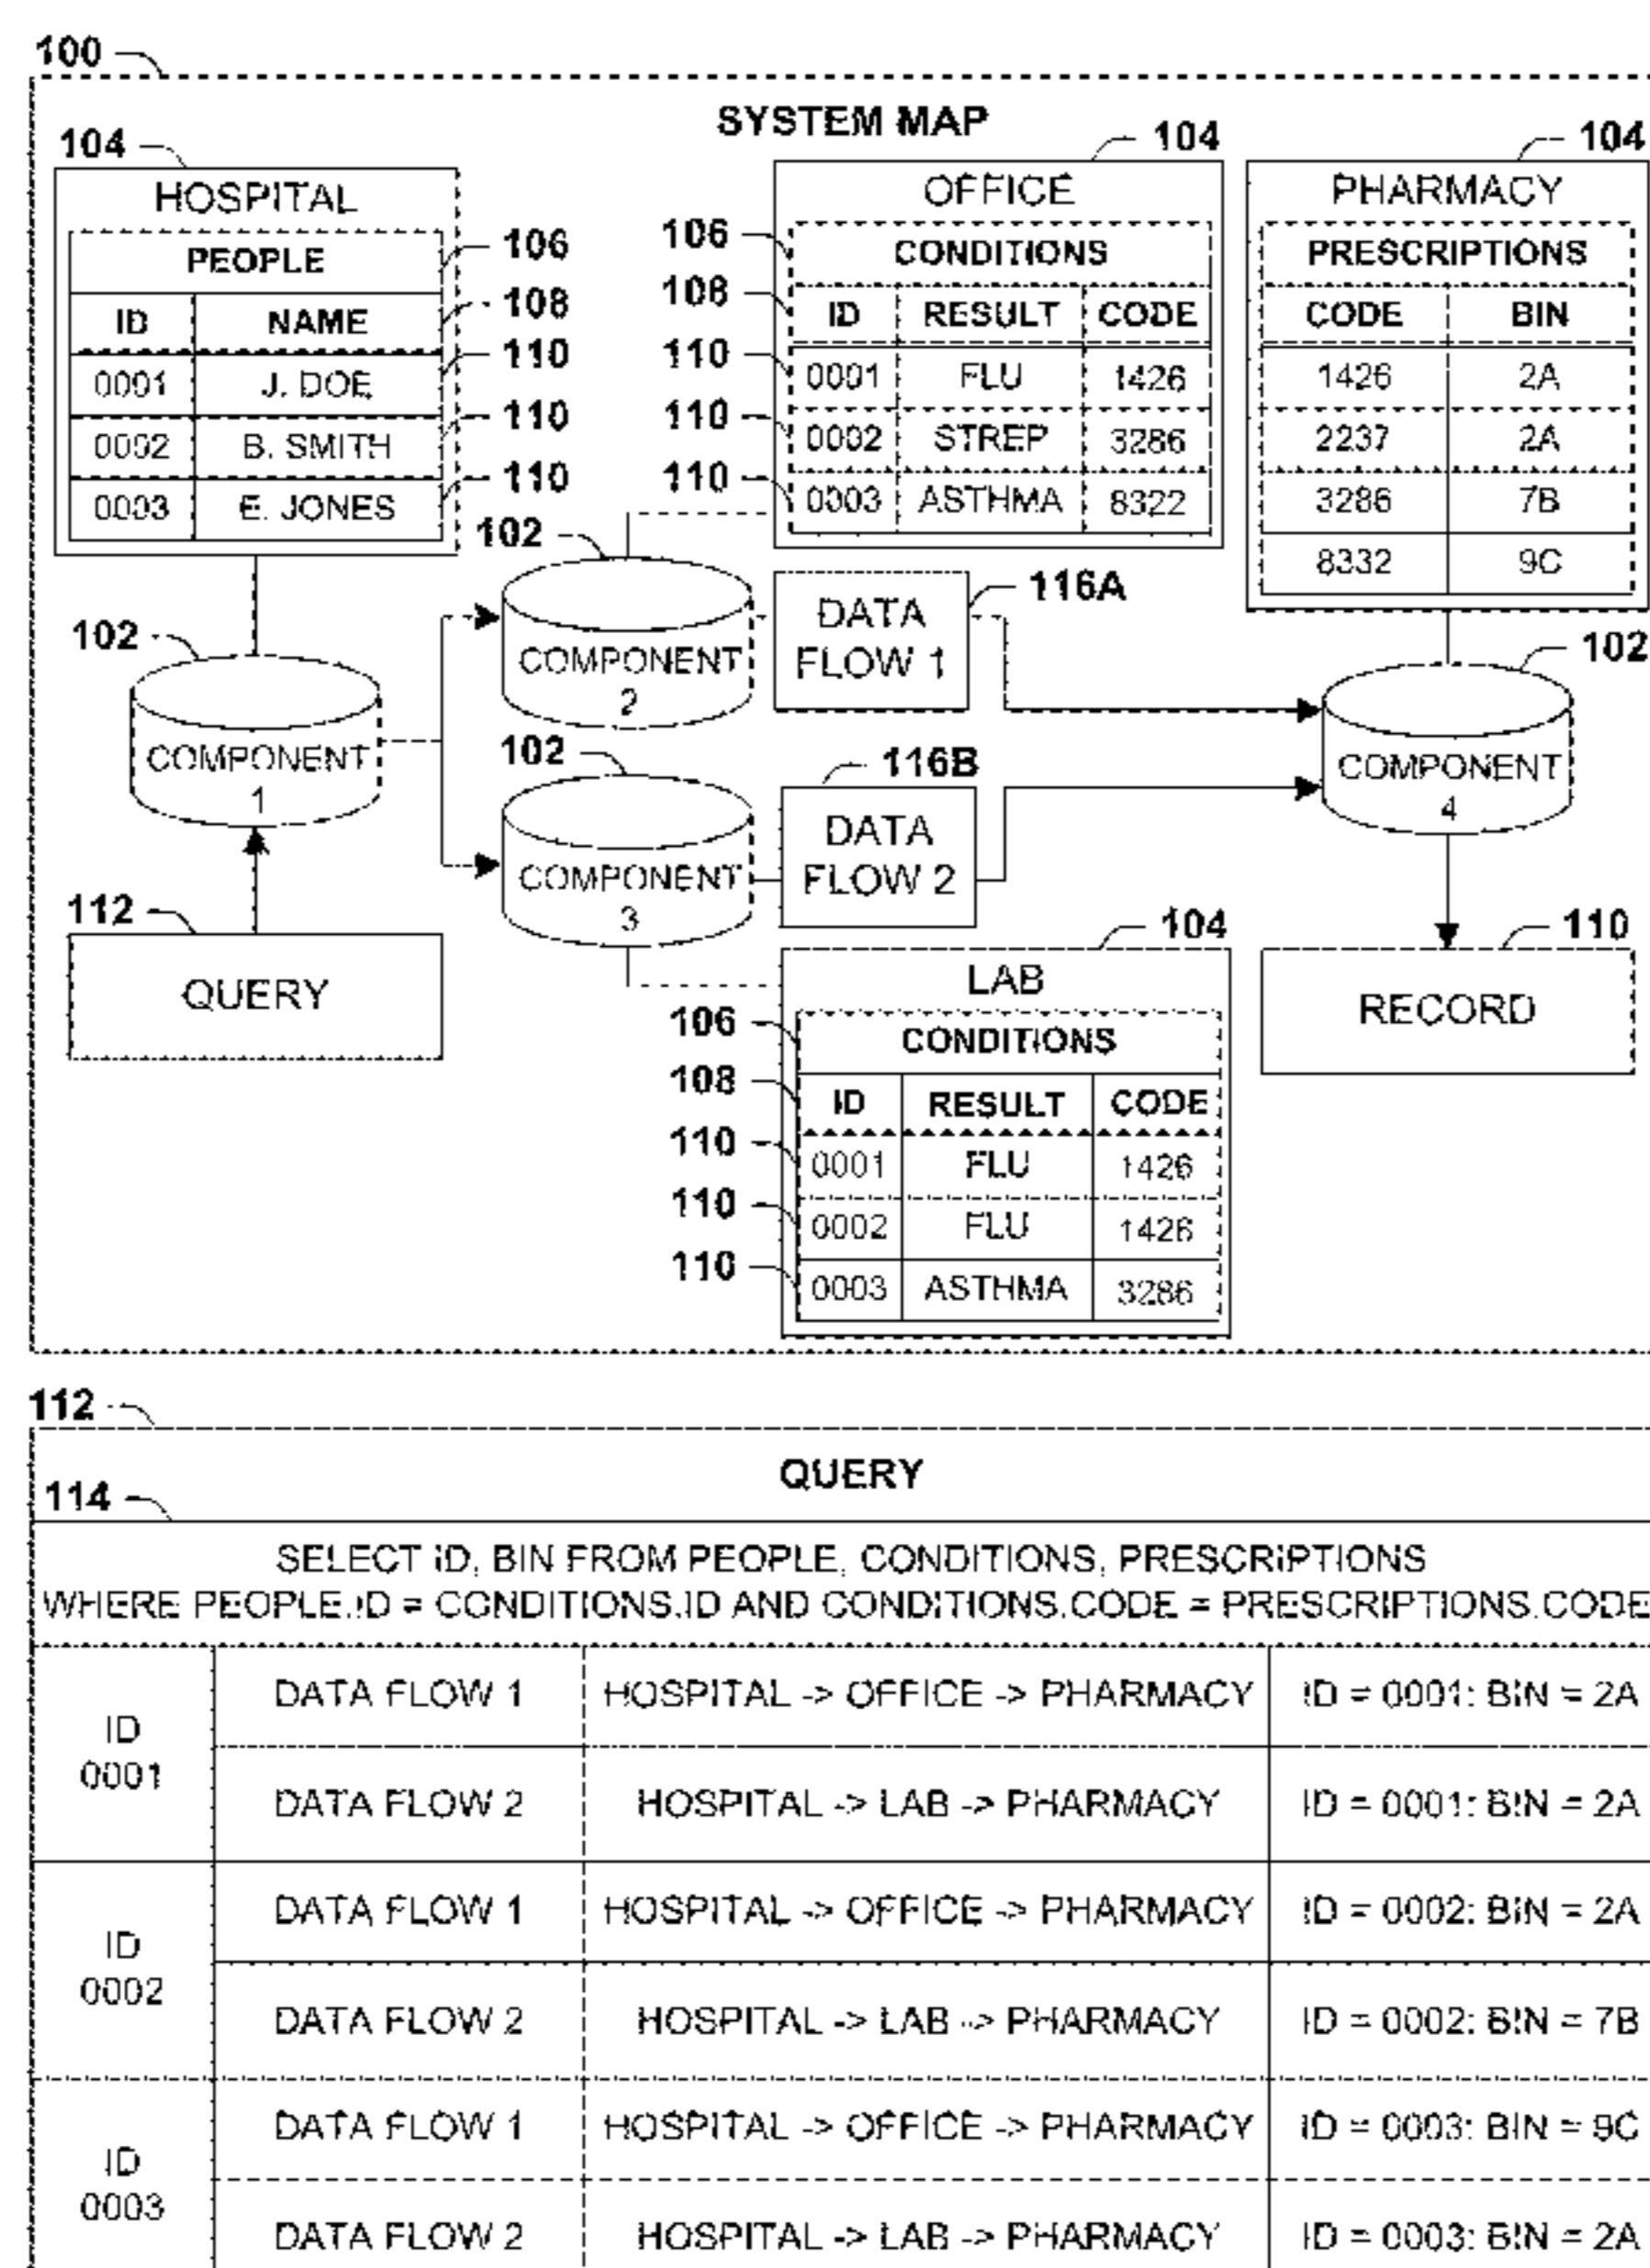 100
SYSTEM MAP
104
HOSPITAL
PEOPLE
106
ID NAME
108
0001 J. DOE
110
0002 B. SMITH
110
0003 E. JONES
110
104
OFFICE
106
CONDITIONS
108
ID RESULT CODE
110
0001 FLU 1426
110
0002 STREP 3286
110
0003 ASTHMA 8322
104
PHARMACY
PRESCRIPTIONS
CODE BIN
1426 2A
2237 2A
3286 7B
8332 9C
102
COMPONENT
1
102
COMPONENT
2
DATA
FLOW 1
116A
102
COMPONENT
3
116B
DATA
FLOW 2
102
COMPONENT
4
112
QUERY
104
LAB
106
CONDITIONS
108
ID RESULT CODE
110
0001 FLU 1426
110
0002 FLU 1426
110
0003 ASTHMA 3286
110
RECORD
112
QUERY
114
SELECT ID, BIN FROM PEOPLE, CONDITIONS, PRESCRIPTIONS
WHERE PEOPLE.ID = CONDITIONS.ID AND CONDITIONS.CODE = PRESCRIPTIONS.CODE
ID
0001
DATA FLOW 1 HOSPITAL -> OFFICE -> PHARMACY ID = 0001: BIN = 2A
DATA FLOW 2 HOSPITAL -> LAB -> PHARMACY ID = 0001: BIN = 2A
ID
0002
DATA FLOW 1 HOSPITAL -> OFFICE -> PHARMACY ID = 0002: BIN = 2A
DATA FLOW 2 HOSPITAL -> LAB -> PHARMACY ID = 0002: BIN = 7B
ID
0003
DATA FLOW 1 HOSPITAL -> OFFICE -> PHARMACY ID = 0003: BIN = 9C
DATA FLOW 2 HOSPITAL -> LAB -> PHARMACY ID = 0003: BIN = 2A